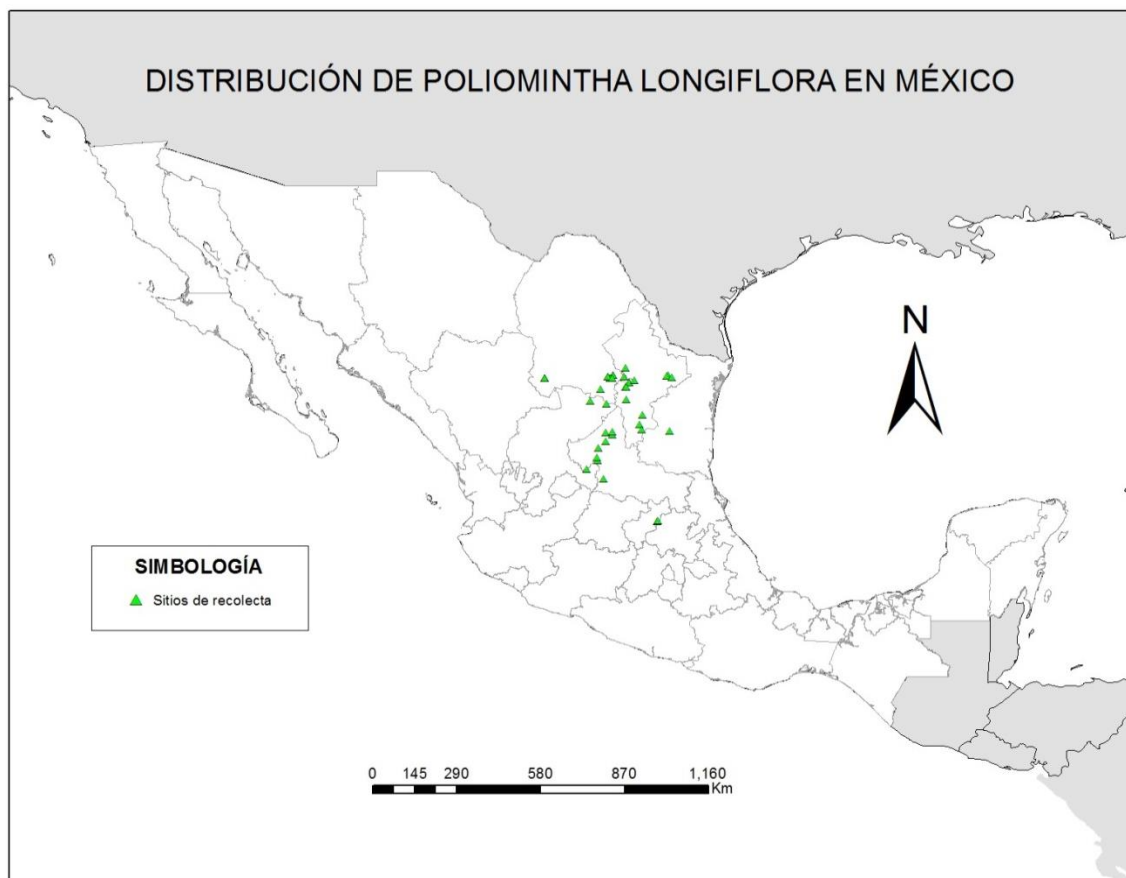 DISTRIBUCIÓN DE POLIOMINTHA LONGIFLORA EN MÉXICO
N
SIMBOLOGÍA
Sitios de recolecta
0 145 290 580 870 1,160
Km